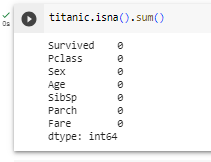 titanic.isna().sum()
0s
Survived 0
Pclass 0
Sex 0
Age 0
SibSp 0
Parch 0
Fare 0
dtype: int64